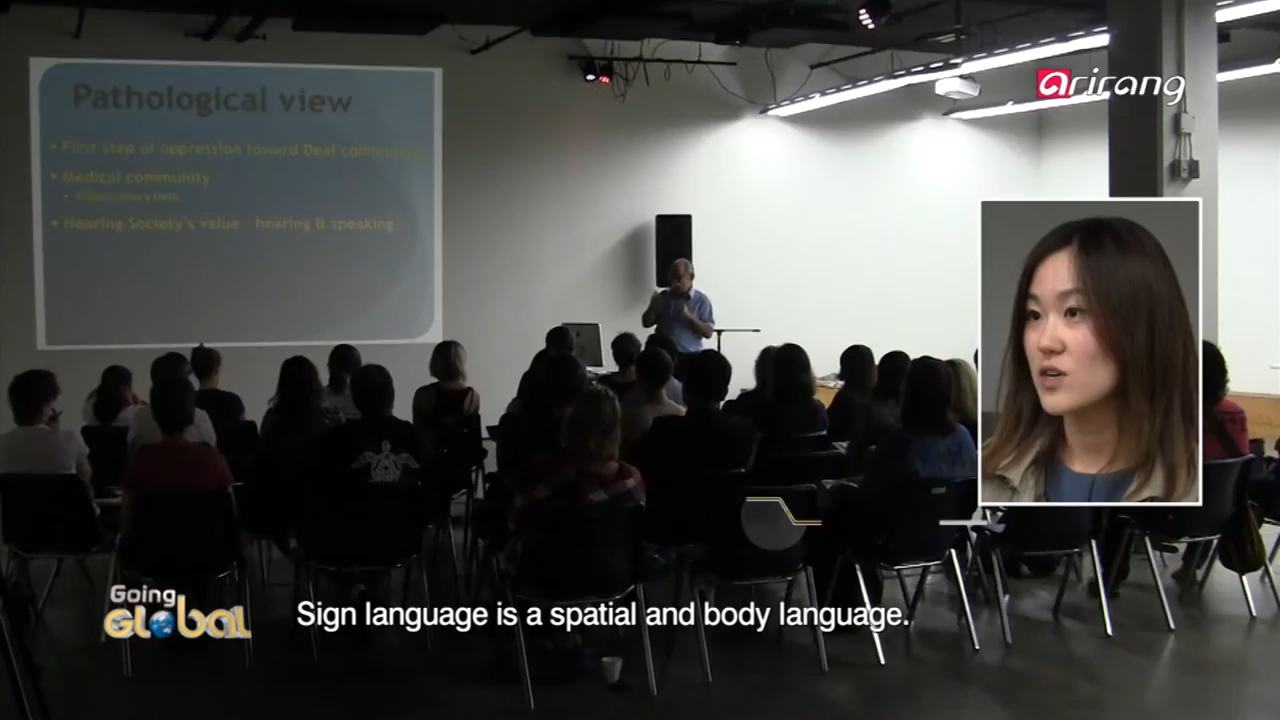 Pathological view
arirang
• First step of oppression toward Deaf
• Medical community
• Hearing Society's value hearing & speaking
Going
GLOBAL
Sign language is a spatial and body language.